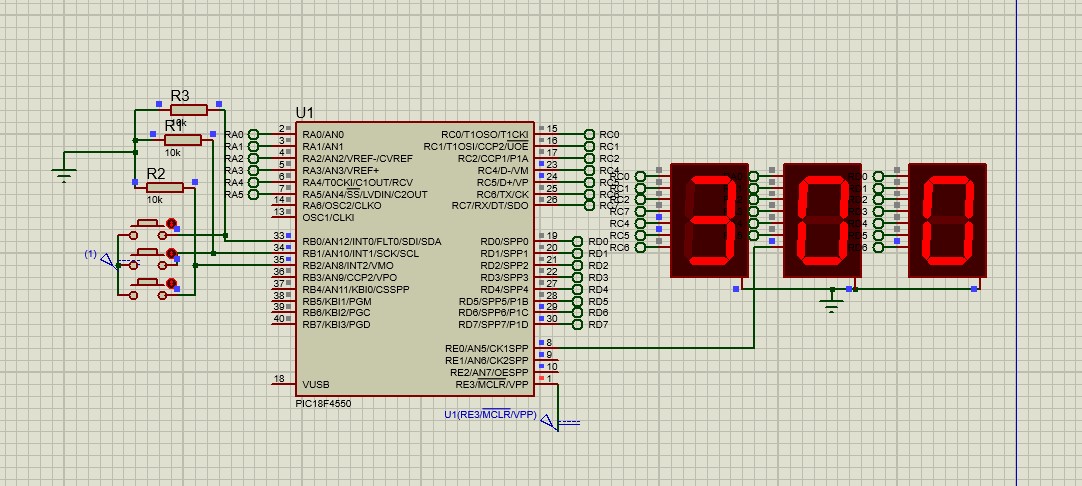 R3
10k
R1
10k
R2
10k
(1)
U1
RA0
RA1
RA2
RA3
RA4
RA5
2
3
4
5
6
7
14
13
33
34
35
36
37
38
39
40
18
RA0/AN0
RA1/AN1
RA2/AN2/VREF-/CVREF
RA3/AN3/VREF+
RA4/T0CKI/C1OUT/RCV
RA5/AN4/SS/LVDIN/C2OUT
RA6/OSC2/CLKO
OSC1/CLKI
RB0/AN12/INT0/FLT0/SDI/SDA
RB1/AN10/INT1/SCK/SCL
RB2/AN8/INT2/VMO
RB3/AN9/CCP2/VPO
RB4/AN11/KBI0/CSSPP
RB5/KBI1/PGM
RB6/KBI2/PGC
RB7/KBI3/PGD
VUSB
RC0/T1OSO/T1CKI
RC1/T1OSI/CCP2/UOE
RC2/CCP1/P1A
RC4/D-/VM
RC5/D+/VP
RC6/TX/CK
RC7/RX/DT/SDO
RD0/SPP0
RD1/SPP1
RD2/SPP2
RD3/SPP3
RD4/SPP4
RD5/SPP5/P1B
RD6/SPP6/P1C
RD7/SPP7/P1D
RE0/AN5/CK1SPP
RE1/AN6/CK2SPP
RE2/AN7/OESPP
RE3/MCLR/VPP
15
16
17
23
24
25
26
19
20
21
22
27
28
29
30
8
9
10
1
RC0
RC1
RC2
RC4
RC5
RC6
RC7
RD0
RD1
RD2
RD3
RD4
RD5
RD6
RD7
RC0
RC1
RC2
RC7
RC4
RC5
RC6
300
PIC18F4550
U1(RE3/MCLR/VPP)